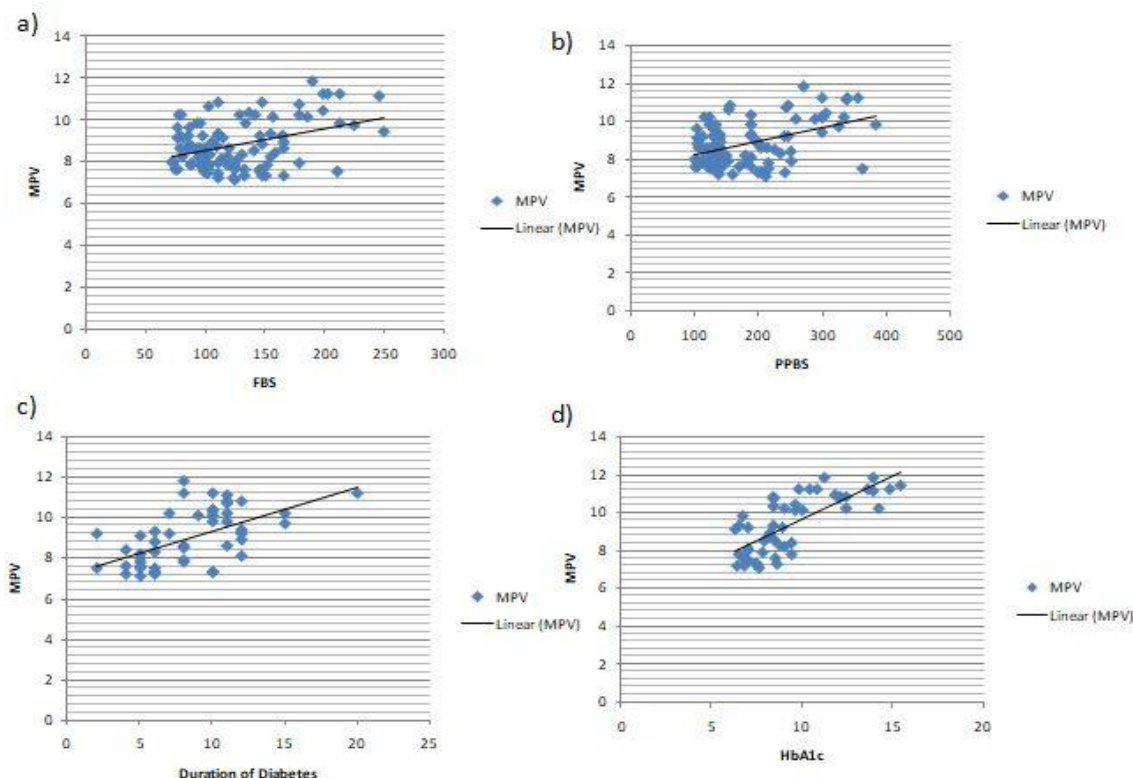 a)
14
12
10
8
6
4
2
0
MPV
0 50 100 150 200 250 300
FBS
MPV
Linear (MPV)
b)
14
12
10
8
6
4
2
0
MPV
0 100 200 300 400 500
PPBS
MPV
Linear (MPV)
c)
14
12
10
8
6
4
2
0
MPV
0 5 10 15 20 25
Duration of Diabetes
MPV
Linear (MPV)
d)
14
12
10
8
6
4
2
0
MPV
0 5 10 15 20
HbA1c
MPV
Linear (MPV)